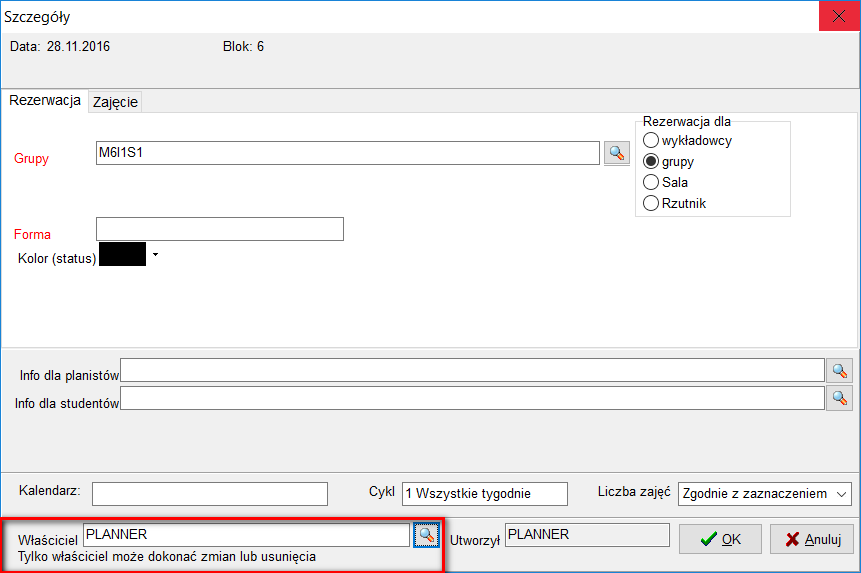 Szczegóły
Data: 28.11.2016 Blok: 6
Rezerwacja Zajęcie
Rezerwacja dla
wykładowcy
Grupy M6I1S1
grupy
Sala
Rzutnik
Forma
Kolor (status)
Info dla planistów
Info dla studentów
Kalendarz: Cykl 1 Wszystkie tygodnie Liczba zajęć Zgodnie z zaznaczeniem
Właściciel PLANNER Utworzył PLANNER OK Anuluj
Tylko właściciel może dokonać zmian lub usunięcia